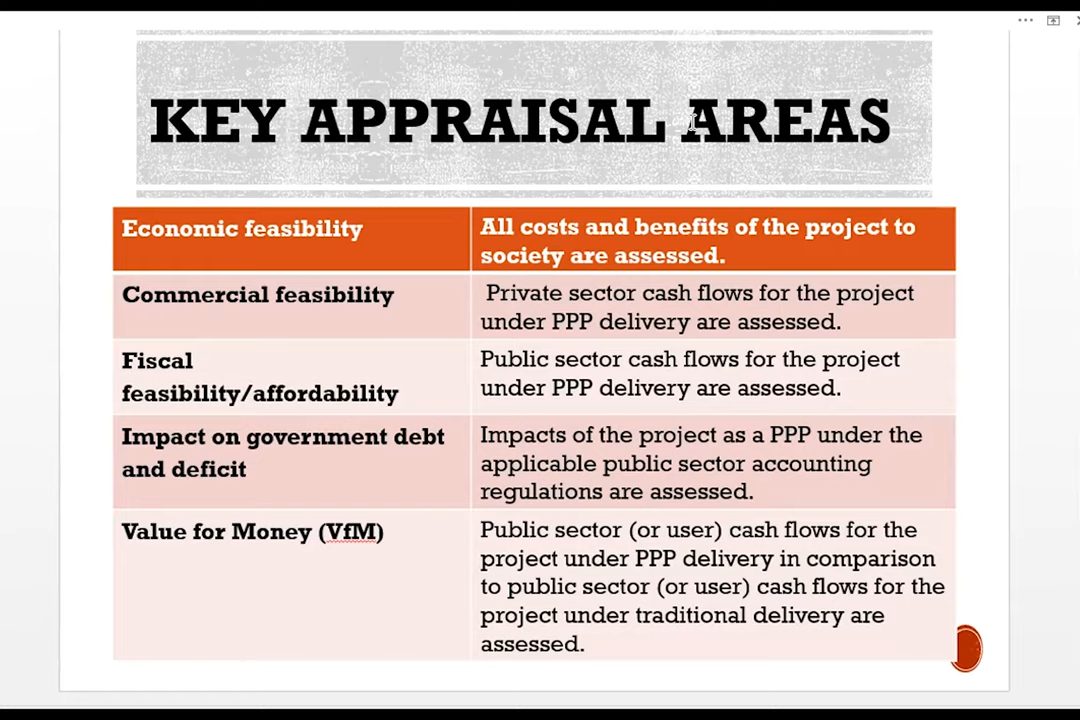 KEY APPRAISAL AREAS
Economic feasibility
All costs and benefits of the project to
society are assessed.
Commercial feasibility
Private sector cash flows for the project
under PPP delivery are assessed.
Fiscal
feasibility/affordability
Public sector cash flows for the project
under PPP delivery are assessed.
Impact on government debt
and deficit
Impacts of the project as a PPP under the
applicable public sector accounting
regulations are assessed.
Value for Money (VfM)
Public sector (or user) cash flows for the
project under PPP delivery in comparison
to public sector (or user) cash flows for the
project under traditional delivery are
assessed.